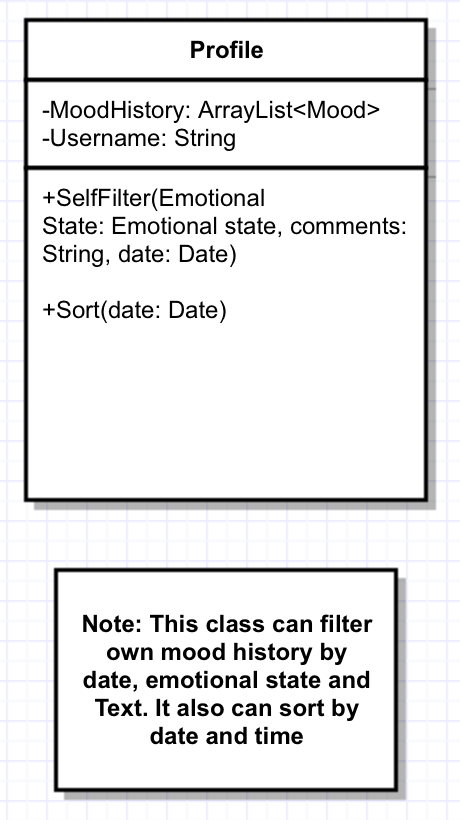 Profile
-MoodHistory: ArrayList<Mood>
-Username: String
+SelfFilter(Emotional
State: Emotional state, comments:
String, date: Date)
+Sort(date: Date)
Note: This class can filter
own mood history by
date, emotional state and
Text. It also can sort by
date and time